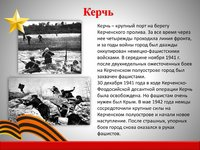 Керчь
Керчь – крупный порт на берегу
Керченского пролива. За все время через
нее четырежды проходила линия фронта,
и за годы войны город был дважды
оккупирован немецко-фашистскими
войсками. В середине ноября 1941 г.
после двухнедельных ожесточенных боев
на Керченском полуострове город был
захвачен фашистами.
30 декабря 1941 года в ходе Керченско-
Феодосийской десантной операции Керчь
была освобождена. Но фашистам очень
нужен был Крым. В мае 1942 года немцы
сосредоточили крупные силы на
Керченском полуострове и начали новое
наступление. После страшных, упорных
боев город снова оказался в руках
фашистов.